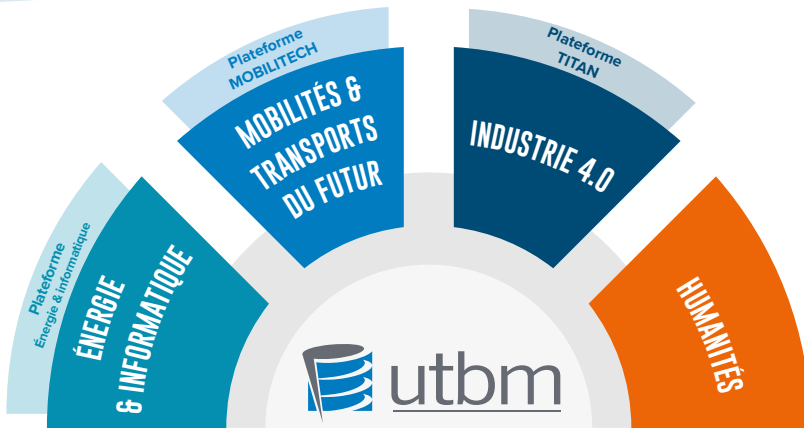 Plateforme
Énergie & informatique
ÉNERGIE
& INFORMATIQUE
Plateforme
MOBILITECH
MOBILITÉS &
TRANSPORTS
DU FUTUR
Plateforme
TITAN
INDUSTRIE 4.0
HUMANITÉS
utbm